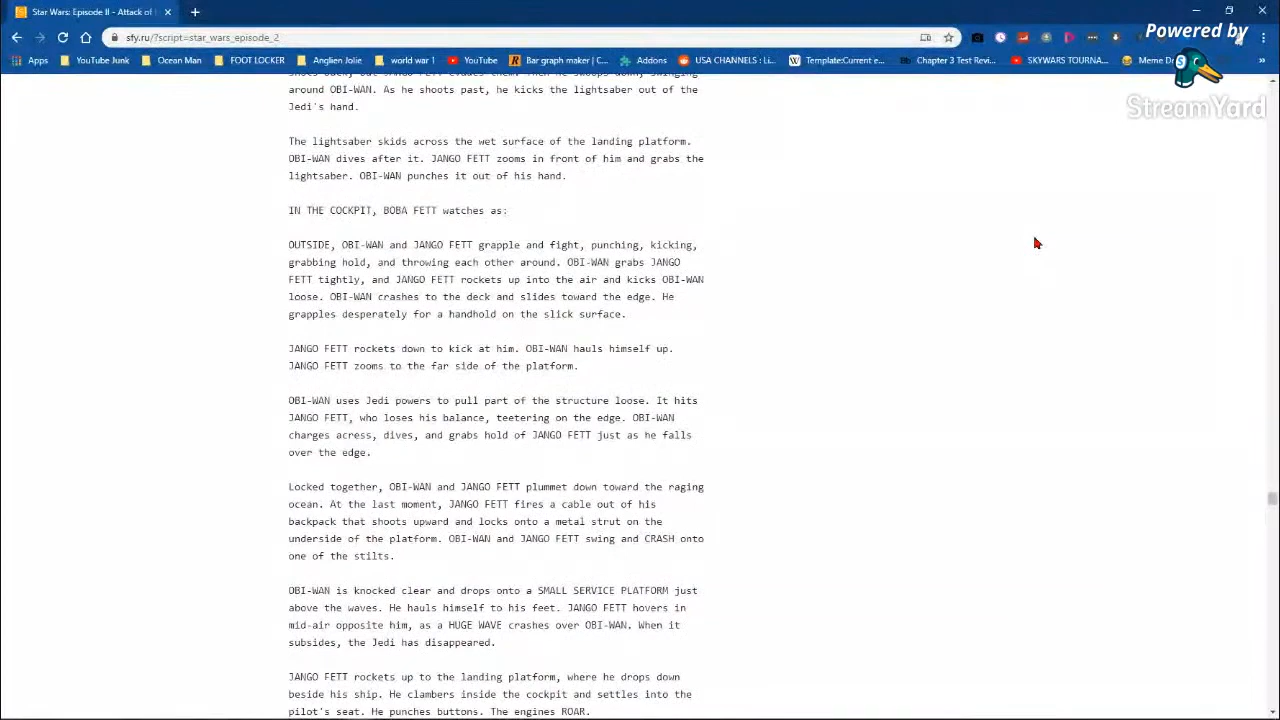 Star Wars: Episode II - Attack of
sfy.ru/?script=star_wars_episode_2
Powered by
Apps YouTube Junk Ocean Man FOOT LOCKER Anglien Jolie world war 1 YouTube Bar graph maker | C... Addons USA CHANNELS : Li... Template:Current e... Chapter 3 Test Revi... SKYWARS TOURNA...
StreamYard
around OBI-WAN. As he shoots past, he kicks the lightsaber out of the
Jedi's hand.
The lightsaber skids across the wet surface of the landing platform.
OBI-WAN dives after it. JANGO FETT zooms in front of him and grabs the
lightsaber. OBI-WAN punches it out of his hand.
IN THE COCKPIT, BOBA FETT watches as:
OUTSIDE, OBI-WAN and JANGO FETT grapple and fight, punching, kicking,
grabbing hold, and throwing each other around. OBI-WAN grabs JANGO
FETT tightly, and JANGO FETT rockets up into the air and kicks OBI-WAN
loose. OBI-WAN crashes to the deck and slides toward the edge. He
grapples desperately for a handhold on the slick surface.
JANGO FETT rockets down to kick at him. OBI-WAN hauls himself up.
JANGO FETT zooms to the far side of the platform.
OBI-WAN uses Jedi powers to pull part of the structure loose. It hits
JANGO FETT, who loses his balance, teetering on the edge. OBI-WAN
charges acress, dives, and grabs hold of JANGO FETT just as he falls
over the edge.
Locked together, OBI-WAN and JANGO FETT plummet down toward the raging
ocean. At the last moment, JANGO FETT fires a cable out of his
backpack that shoots upward and locks onto a metal strut on the
underside of the platform. OBI-WAN and JANGO FETT swing and CRASH onto
one of the stilts.
OBI-WAN is knocked clear and drops onto a SMALL SERVICE PLATFORM just
above the waves. He hauls himself to his feet. JANGO FETT hovers in
mid-air opposite him, as a HUGE WAVE crashes over OBI-WAN. When it
subsides, the Jedi has disappeared.
JANGO FETT rockets up to the landing platform, where he drops down
beside his ship. He clambers inside the cockpit and settles into the
pilot's seat. He punches buttons. The engines ROAR.